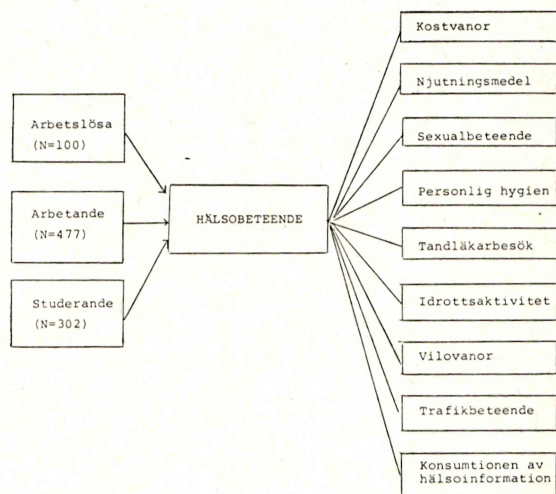 Arbetslösa
(N=100)
Arbetande
(N=477)
Studerande
(N=302)
HÄLSOBETEENDE
Kostvanor
Njutningsmedel
Sexualbeteende
Personlig hygien
Tandläkarbesök
Idrottsaktivitet
Vilovanor
Trafikbeteende
Konsumtionen av
hälsoinformation